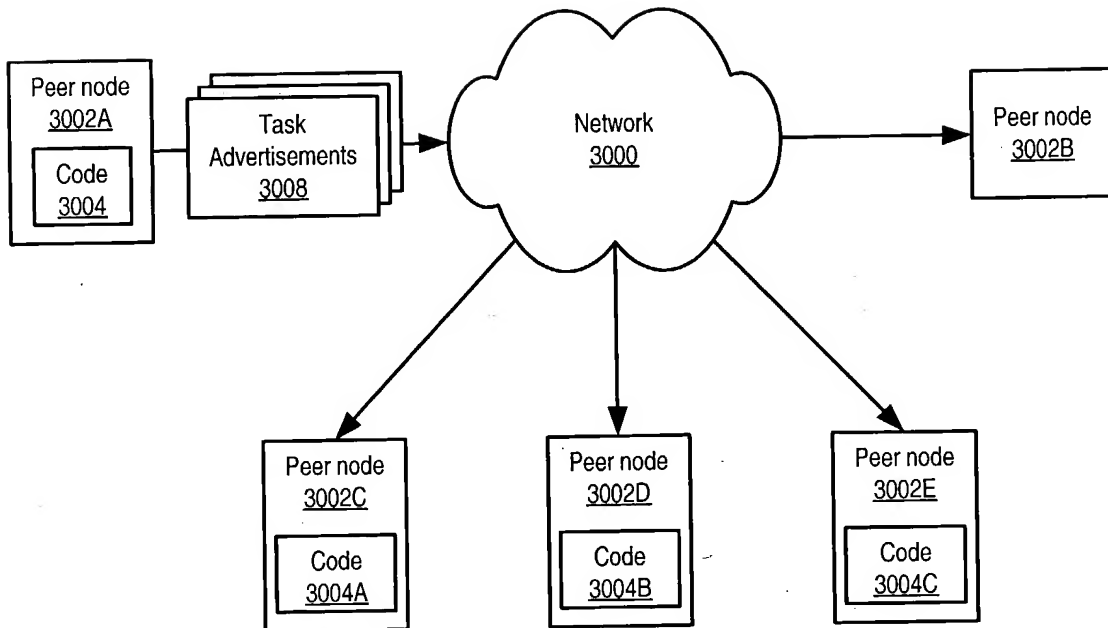 Peer node
3002A
Code
3004
Task
Advertisements
3008
Network
3000
Peer node
3002B
Peer node
3002C
Code
3004A
Peer node
3002D
Code
3004B
Peer node
3002E
Code
3004C